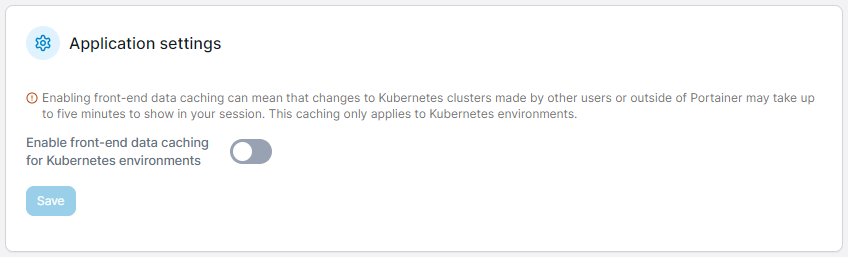 Application settings
Enabling front-end data caching can mean that changes to Kubernetes clusters made by other users or outside of Portainer may take up
to five minutes to show in your session. This caching only applies to Kubernetes environments.
Enable front-end data caching
for Kubernetes environments
Save